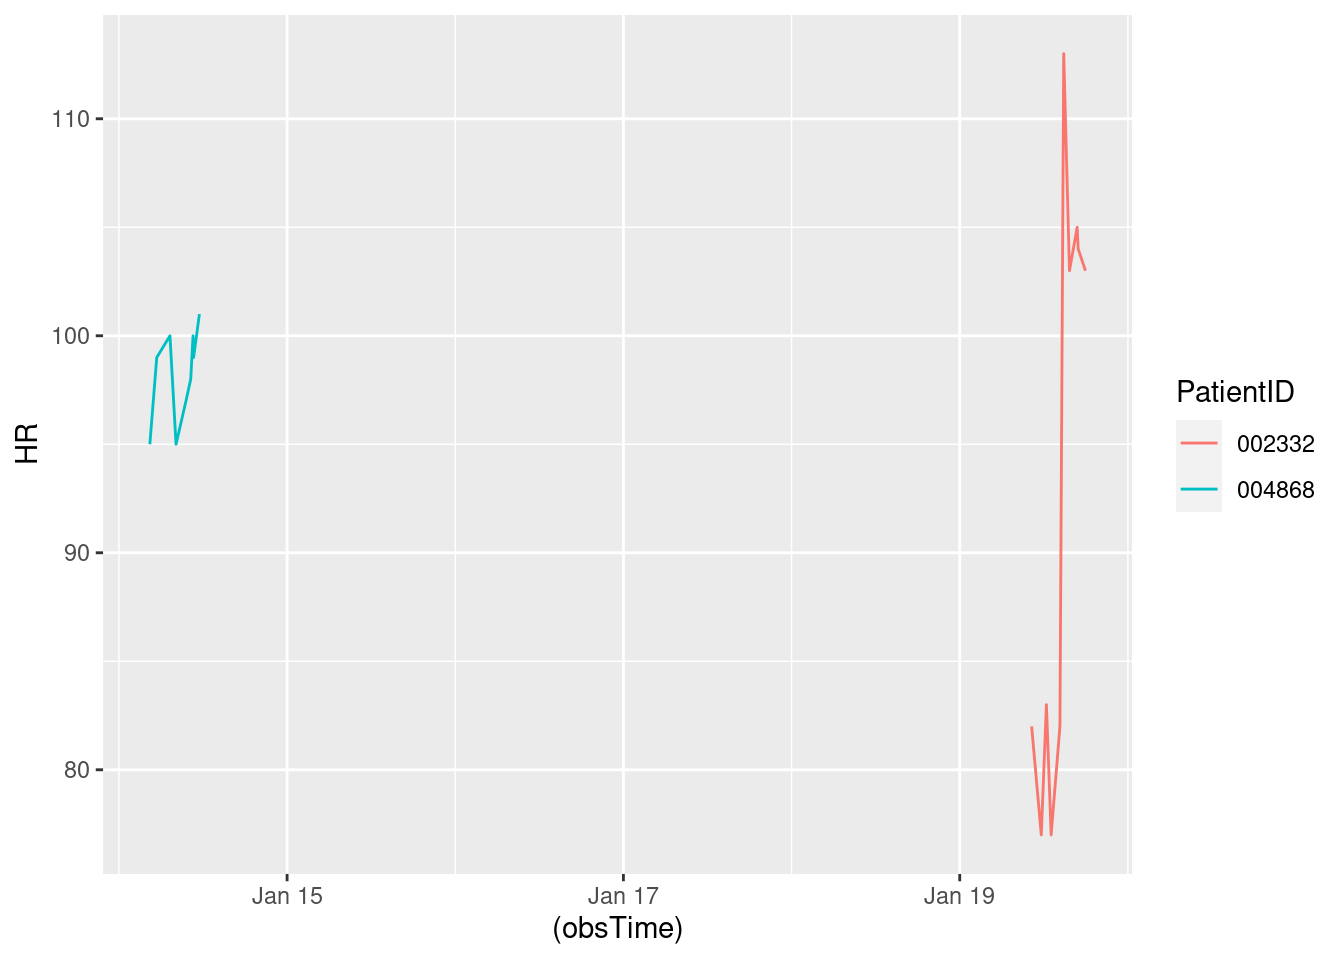 HR
110
100
90
80
Jan 15
Jan 17
Jan 19
(obsTime)
PatientID
002332
004868